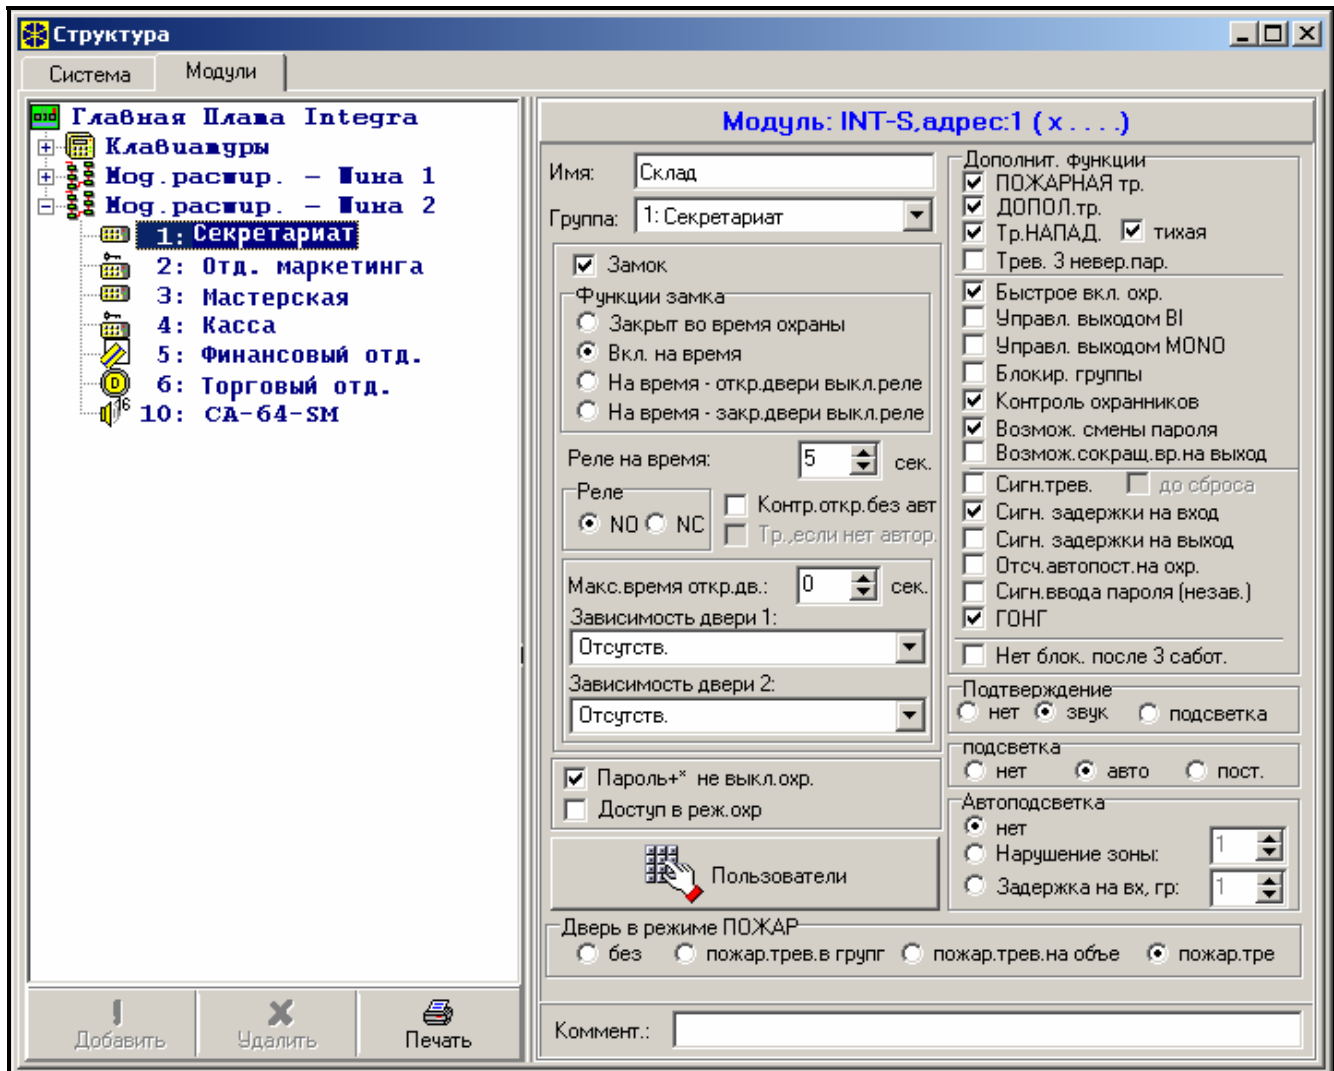 Структура
Система Модули
Главная Плата Integra
Клавиатуры
Мод.расшир. – Шина 1
Мод.расшир. – Шина 2
1: Секретариат
2: Отд. маркетинга
3: Мастерская
4: Касса
5: Финансовый отд.
6: Торговый отд.
16
10: CA-64-SM
Добавить
Удалить
Печать
Модуль: INT-S,адрес:1 ( x . . . .)
Имя: Склад
Группа: 1: Секретариат
Замок
Функции замка
Закрыт во время охраны
Вкл. на время
На время - откр.двери выкл.реле
На время - закр.двери выкл.реле
Реле на время: 5 сек.
Реле
NO NC
Контр.откр.без авт
Тр.,если нет автор.
Макс.время откр.дв.: 0 сек.
Зависимость двери 1:
Отсутств.
Зависимость двери 2:
Отсутств.
Пароль+* не выкл.охр.
Доступ в реж.охр
Пользователи
Дополнит. функции
ПОЖАРНАЯ тр.
ДОПОЛ.тр.
Тр.НАПАД. тихая
Трев. 3 невер.пар.
Быстрое вкл. охр.
Управл. выходом BI
Управл. выходом MONO
Блокир. группы
Контроль охранников
Возмож. смены пароля
Возмож.сокращ.вр.на выход
Сигн.трев. до сброса
Сигн. задержки на вход
Сигн. задержки на выход
Отсч.автопост.на охр.
Сигн.ввода пароля (незав.)
ГОНГ
Нет блок. после 3 сабот.
Подтверждение
нет звук подсветка
подсветка
нет авто пост.
Автоподсветка
нет
Нарушение зоны: 1
Задержка на вх, гр: 1
Дверь в режиме ПОЖАР
без пожар.трев.в групг пожар.трев.на объе пожар.тре
Коммент.: